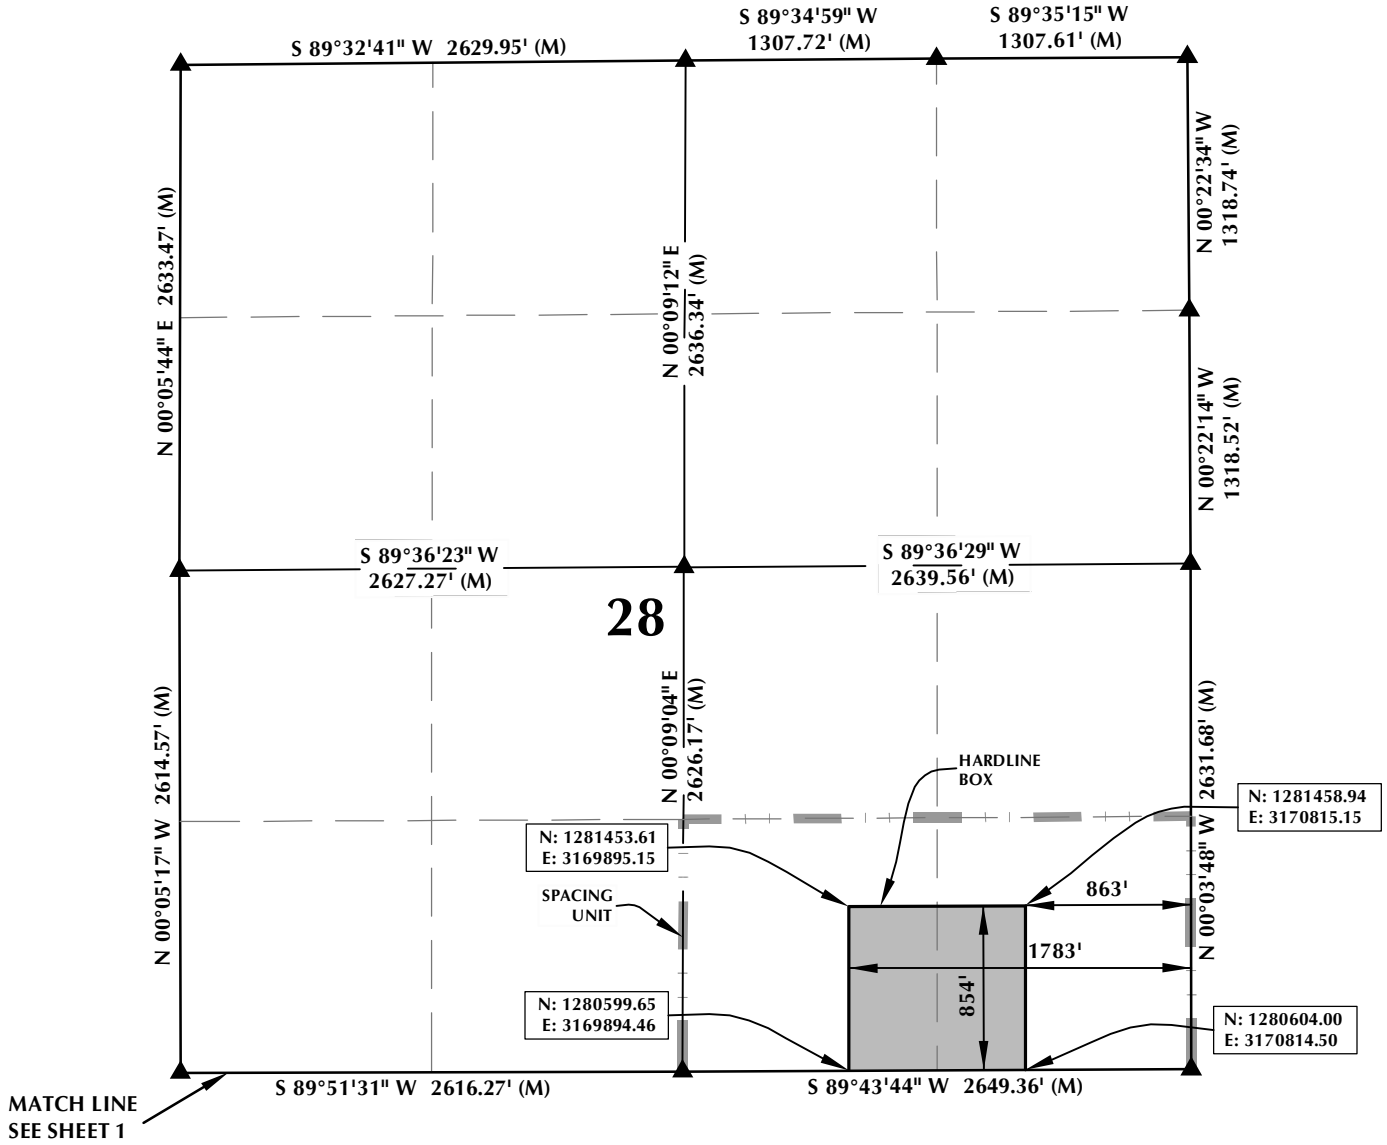 S 89°34'59" W
1307.72' (M)
S 89°35'15" W
1307.61' (M)
S 89°32'41" W 2629.95' (M)
N 00°05'44" E 2633.47' (M)
N 00°09'12" E
2636.34' (M)
N 00°22'34" W
1318.74' (M)
N 00°22'14" W
1318.52' (M)
S 89°36'23" W
2627.27' (M)
S 89°36'29" W
2639.56' (M)
28
N 00°05'17" W 2614.57' (M)
N 00°09'04" E
2626.17' (M)
N 00°03'48" W 2631.68' (M)
HARDLINE
BOX
N: 1281458.94
E: 3170815.15
N: 1281453.61
E: 3169895.15
863'
SPACING
UNIT
1783'
854'
N: 1280599.65
E: 3169894.46
N: 1280604.00
E: 3170814.50
S 89°51'31" W 2616.27' (M)
S 89°43'44" W 2649.36' (M)
MATCH LINE
SEE SHEET 1